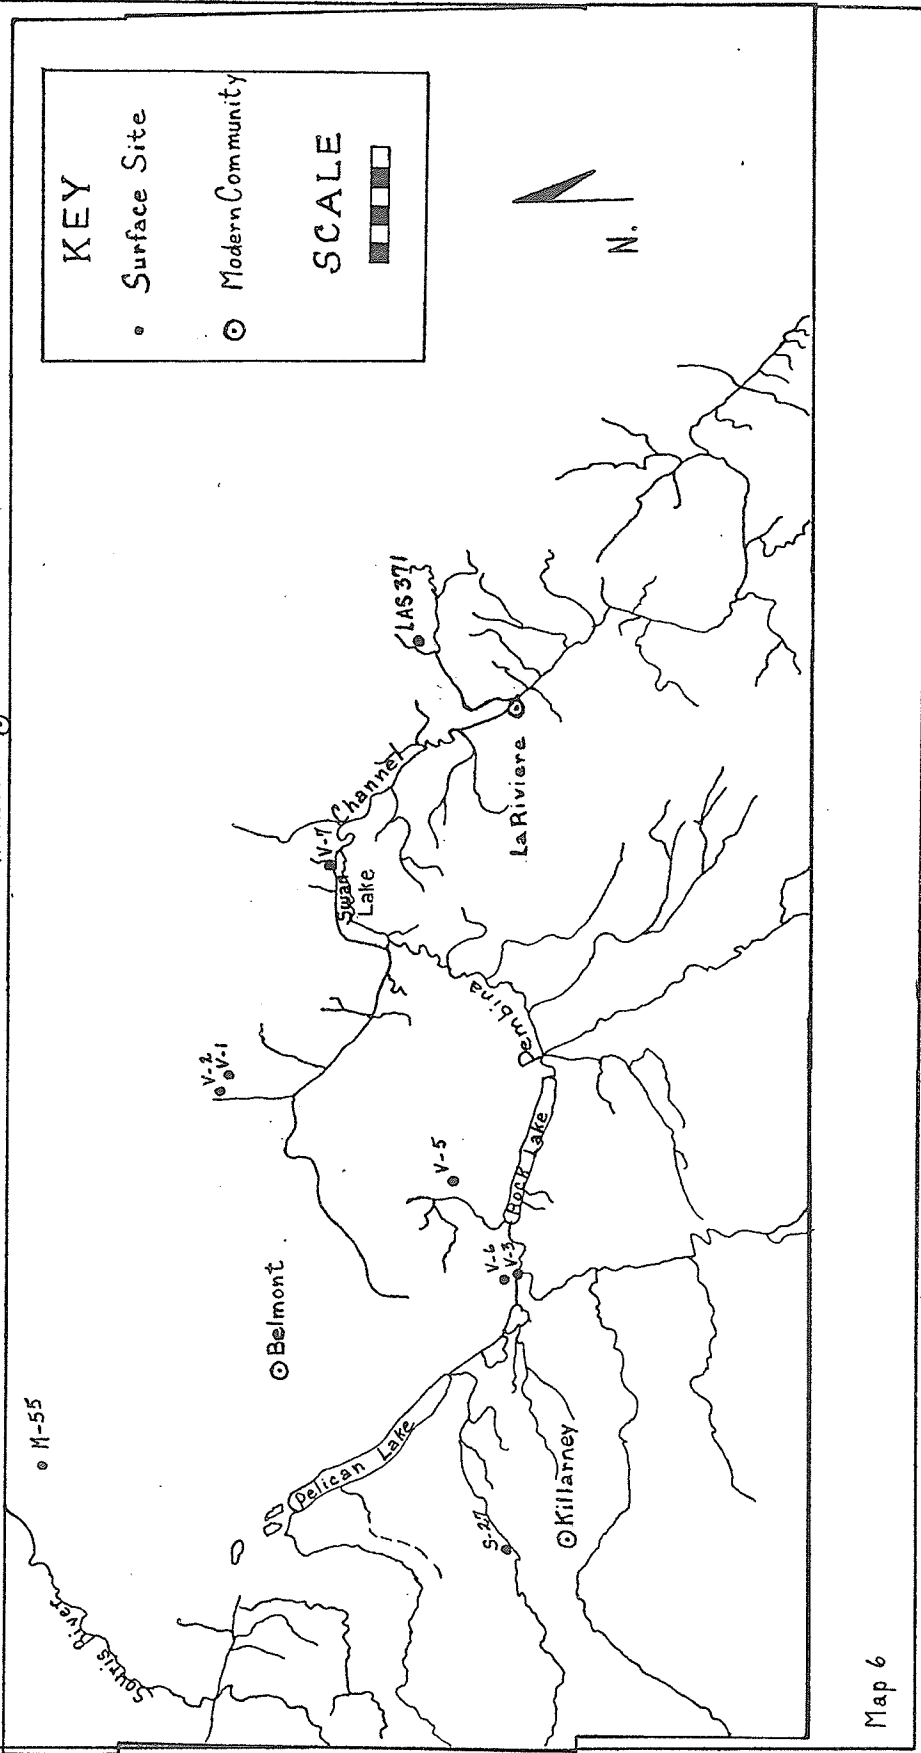 KEY
Surface Site
Modern Community
SCALE
N.
Souris River
M-55
Belmont
Pelican Lake
S-27
Killarney
V-6
V-3
V-5
Rock Lake
V-2
V-1
Pembina
Swan
Lake
V-7
Channel
La Riviere
LAS 371
Map 6